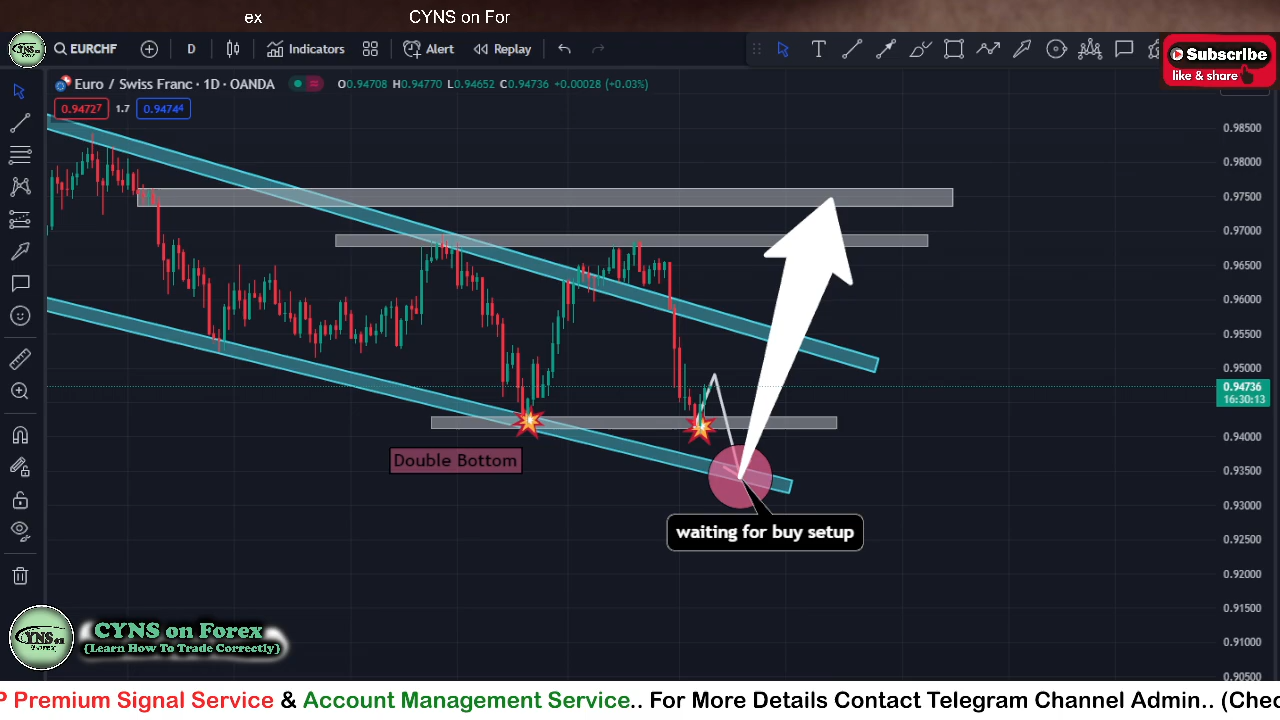 ex CYNS on For
EURCHF D Indicators Alert Replay
Subscribe
like & share
Euro / Swiss Franc · 1D · OANDA O0.94708 H0.94770 L0.94652 C0.94736 +0.00028 (+0.03%)
0.94727 1.7 0.94744
0.98500
0.98000
0.97500
0.97000
0.96500
0.96000
0.95500
0.95000
0.94736
16:30:13
0.94000
0.93500
0.93000
0.92500
0.92000
0.91500
0.91000
0.90500
Double Bottom
waiting for buy setup
CYNS on Forex
{Learn How To Trade Correctly}
P Premium Signal Service & Account Management Service.. For More Details Contact Telegram Channel Admin.. (Chec